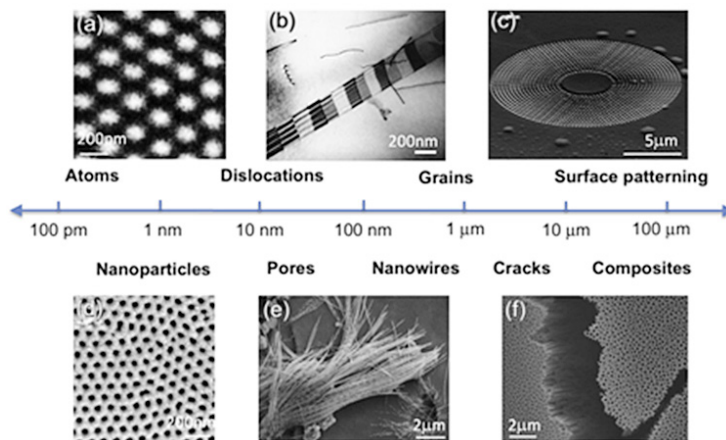 (a)
(b)
(c)
200nm
200nm
5μm
Atoms
Dislocations
Grains
Surface patterning
100 pm
1 nm
10 nm
100 nm
1 μm
10 μm
100 μm
Nanoparticles
Pores
Nanowires
Cracks
Composites
(d)
(e)
(f)
200nm
2μm
2μm